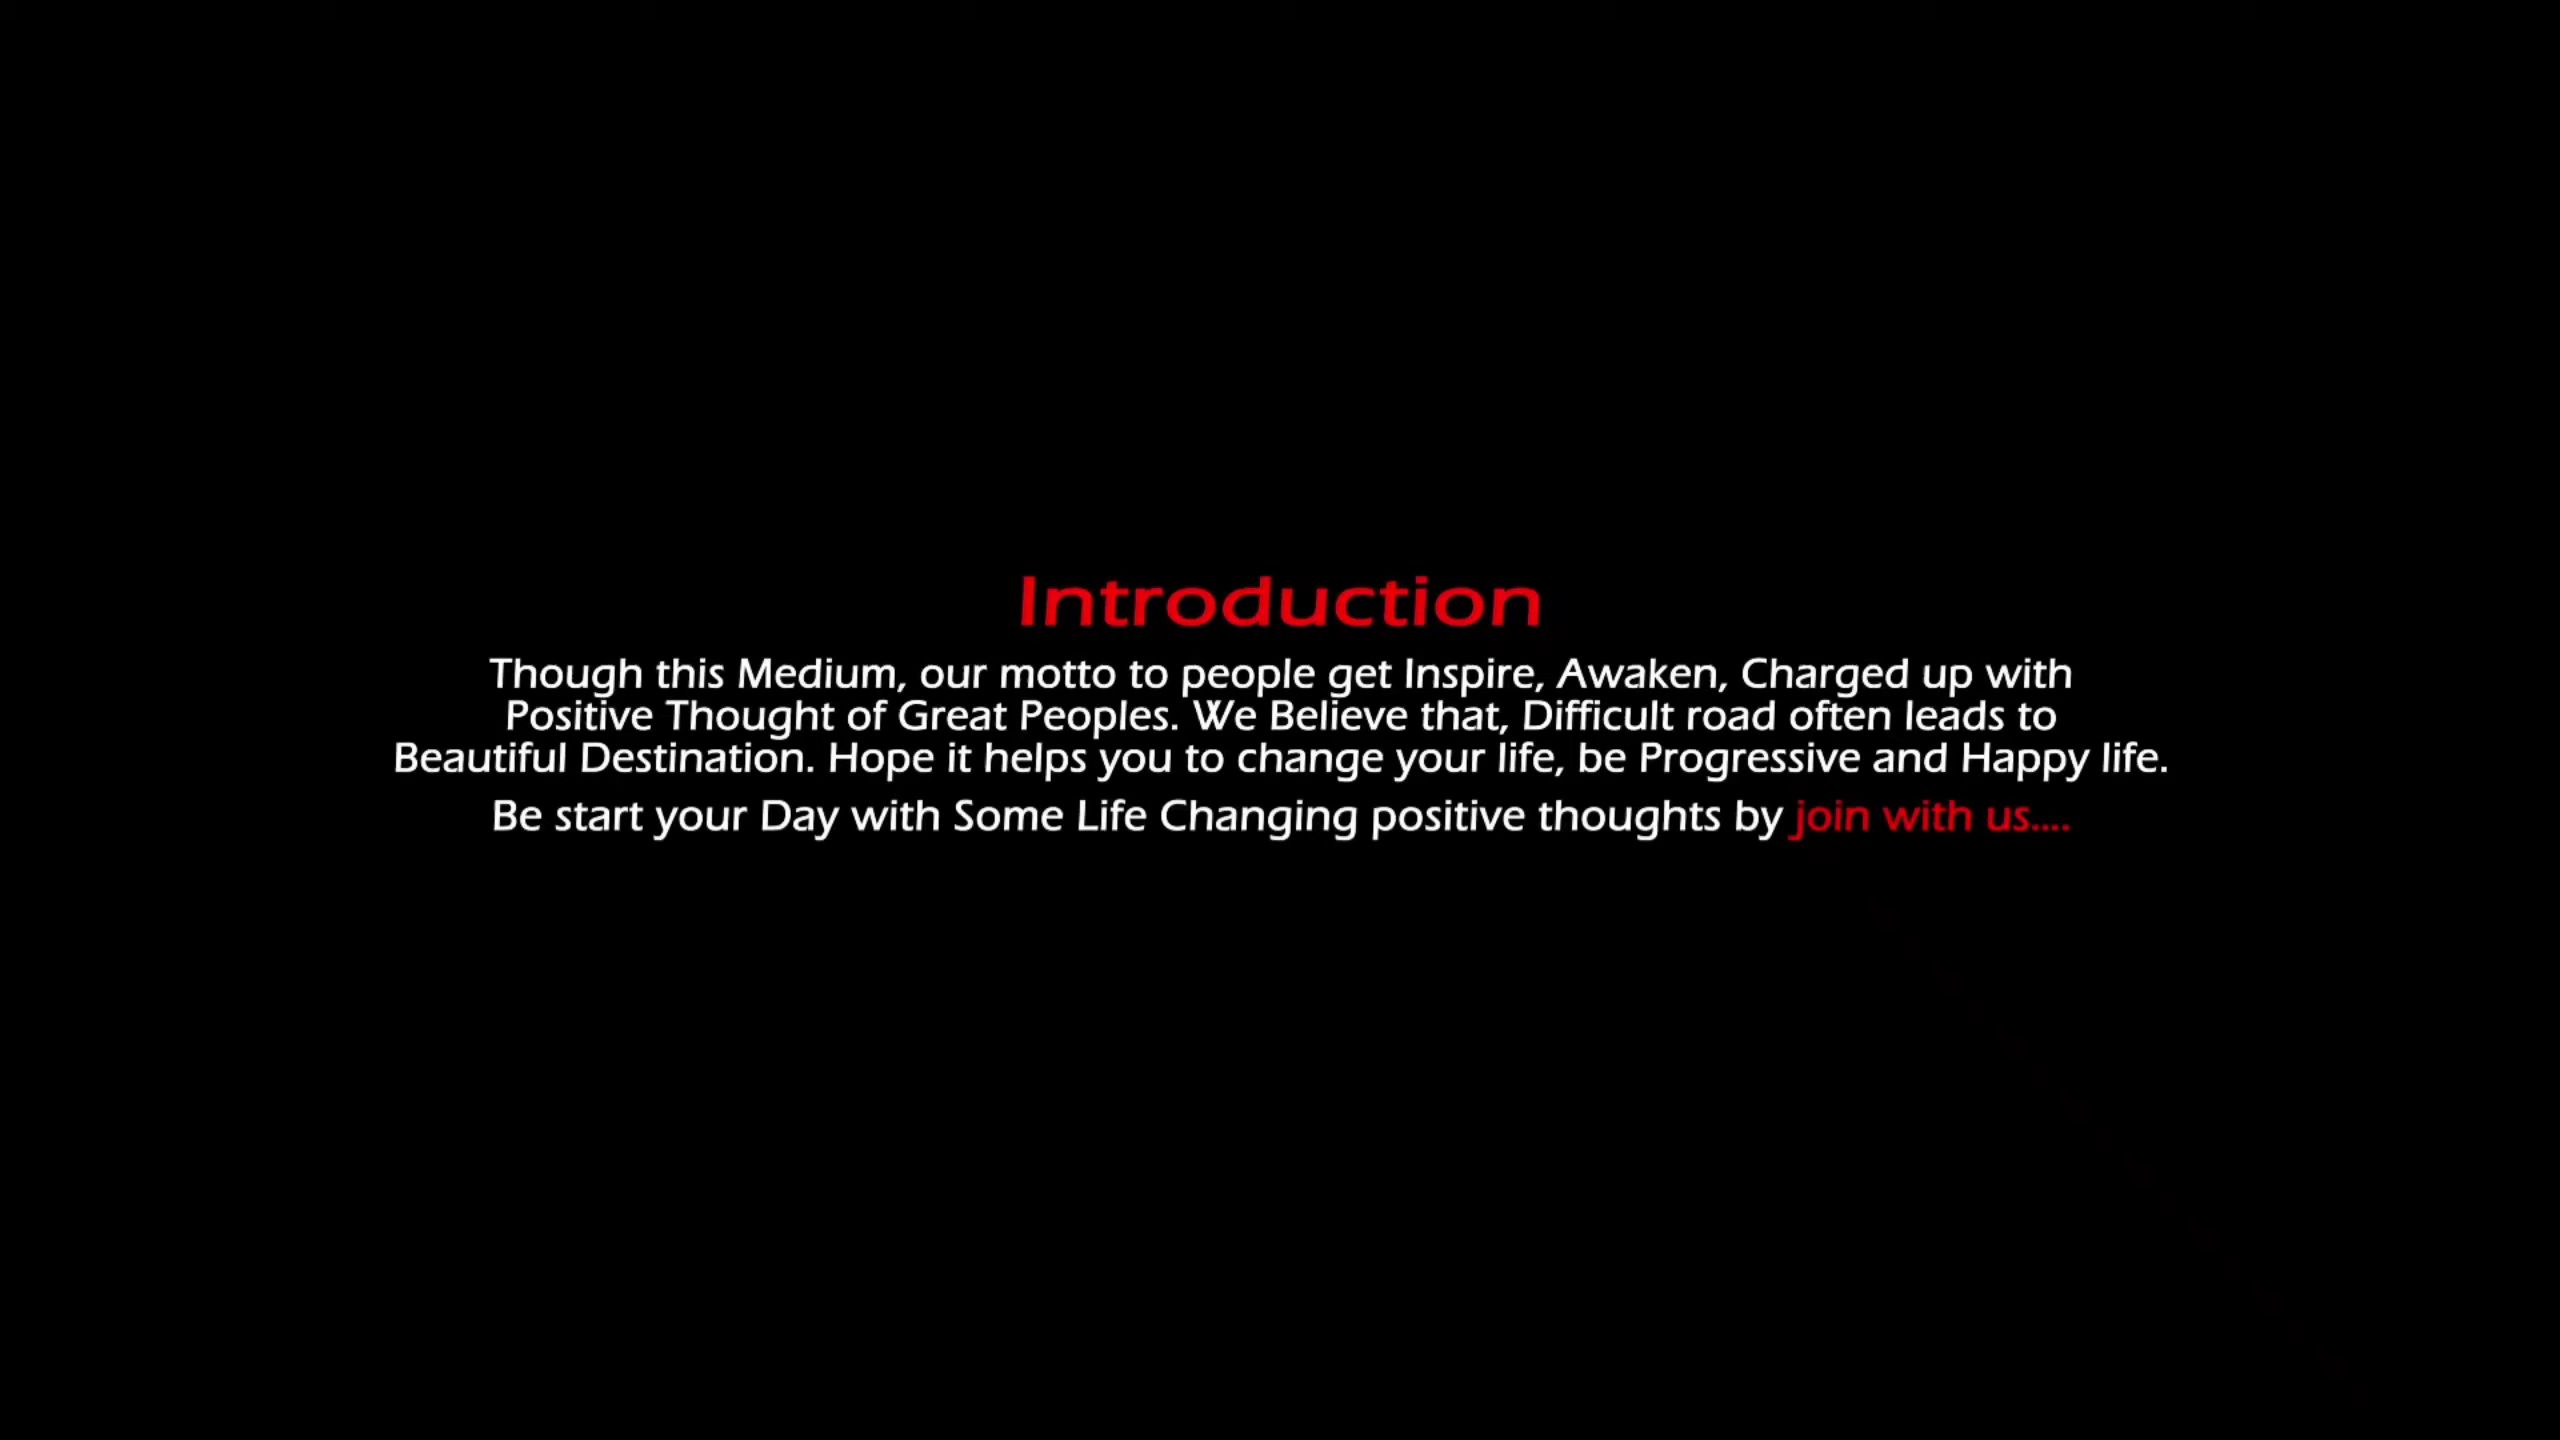 Introduction
Though this Medium, our motto to people get Inspire, Awaken, Charged up with
Positive Thought of Great Peoples. We Believe that, Difficult road often leads to
Beautiful Destination. Hope it helps you to change your life, be Progressive and Happy life.
Be start your Day with Some Life Changing positive thoughts by join with us....